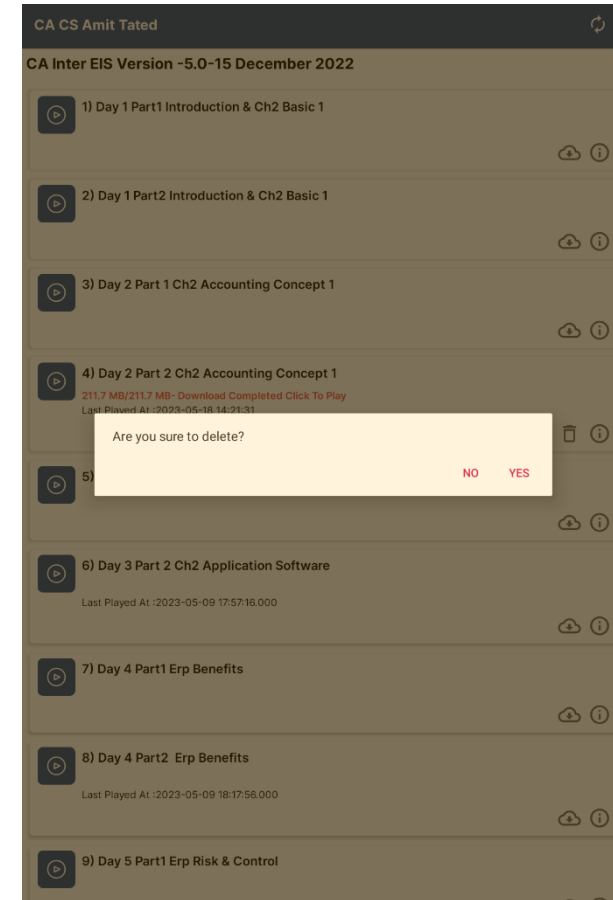 CA CS Amit Tated
CA Inter EIS Version -5.0-15 December 2022
1) Day 1 Part1 Introduction & Ch2 Basic 1
2) Day 1 Part2 Introduction & Ch2 Basic 1
3) Day 2 Part 1 Ch2 Accounting Concept 1
4) Day 2 Part 2 Ch2 Accounting Concept 1
211.7 MB/211.7 MB- Download Completed Click To Play
Last Played At :2023-05-18 14:21:31
Are you sure to delete?
NO YES
5)
6) Day 3 Part 2 Ch2 Application Software
Last Played At :2023-05-09 17:57:16.000
7) Day 4 Part1 Erp Benefits
8) Day 4 Part2  Erp Benefits
Last Played At :2023-05-09 18:17:56.000
9) Day 5 Part1 Erp Risk & Control